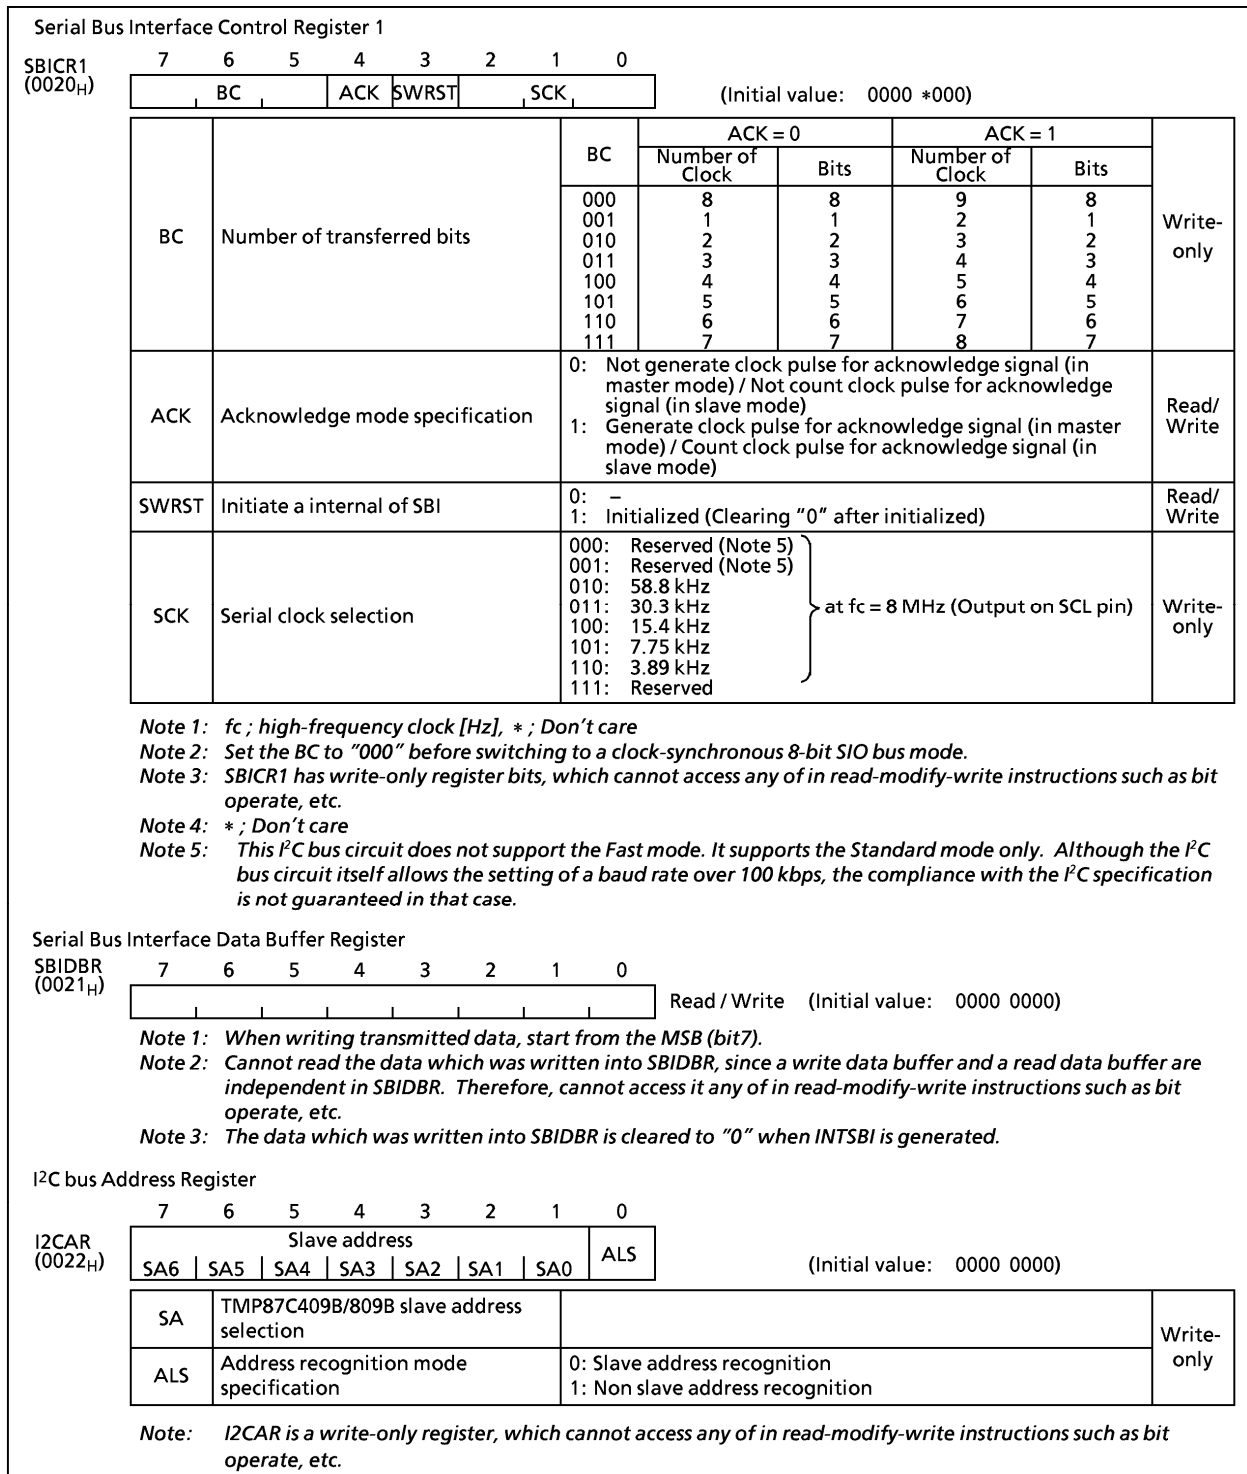 Serial Bus Interface Control Register 1
SBICR1 (0020H)
7 6 5 4 3 2 1 0
BC ACK SWRST SCK (Initial value: 0000 *000)
BC Number of transferred bits
BC ACK = 0 ACK = 1
Number of Clock Bits Number of Clock Bits
000 8 8 9 8
001 1 1 2 1
010 2 2 3 2
011 3 3 4 3
100 4 4 5 4
101 5 5 6 5
110 6 6 7 6
111 7 7 8 7
Write-only
ACK Acknowledge mode specification
0: Not generate clock pulse for acknowledge signal (in
master mode) / Not count clock pulse for acknowledge
signal (in slave mode)
1: Generate clock pulse for acknowledge signal (in master
mode) / Count clock pulse for acknowledge signal (in
slave mode)
Read/
Write
SWRST Initiate a internal of SBI
0: –
1: Initialized (Clearing "0" after initialized)
Read/
Write
SCK Serial clock selection
000: Reserved (Note 5)
001: Reserved (Note 5)
010: 58.8 kHz
011: 30.3 kHz
100: 15.4 kHz
101: 7.75 kHz
110: 3.89 kHz
111: Reserved
at fc = 8 MHz (Output on SCL pin)
Write-
only
Note 1: fc ; high-frequency clock [Hz], * ; Don't care
Note 2: Set the BC to "000" before switching to a clock-synchronous 8-bit SIO bus mode.
Note 3: SBICR1 has write-only register bits, which cannot access any of in read-modify-write instructions such as bit
operate, etc.
Note 4: * ; Don't care
Note 5: This I²C bus circuit does not support the Fast mode. It supports the Standard mode only. Although the I²C
bus circuit itself allows the setting of a baud rate over 100 kbps, the compliance with the I²C specification
is not guaranteed in that case.
Serial Bus Interface Data Buffer Register
SBIDBR (0021H)
7 6 5 4 3 2 1 0
Read / Write (Initial value: 0000 0000)
Note 1: When writing transmitted data, start from the MSB (bit7).
Note 2: Cannot read the data which was written into SBIDBR, since a write data buffer and a read data buffer are
independent in SBIDBR. Therefore, cannot access it any of in read-modify-write instructions such as bit
operate, etc.
Note 3: The data which was written into SBIDBR is cleared to "0" when INTSBI is generated.
I²C bus Address Register
I2CAR (0022H)
7 6 5 4 3 2 1 0
Slave address ALS
SA6 SA5 SA4 SA3 SA2 SA1 SA0
(Initial value: 0000 0000)
SA TMP87C409B/809B slave address
selection
ALS Address recognition mode
specification
0: Slave address recognition
1: Non slave address recognition
Write-
only
Note: I2CAR is a write-only register, which cannot access any of in read-modify-write instructions such as bit
operate, etc.